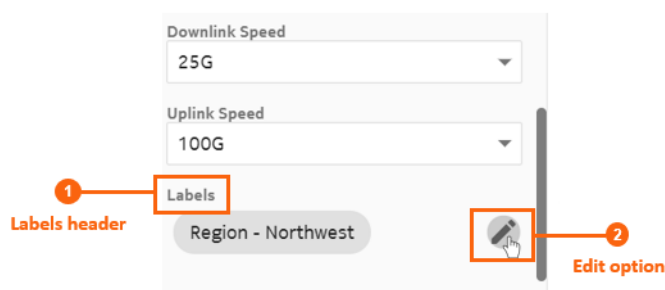 Downlink Speed
25G
Uplink Speed
100G
1
Labels
Labels header
Region - Northwest
2
Edit option